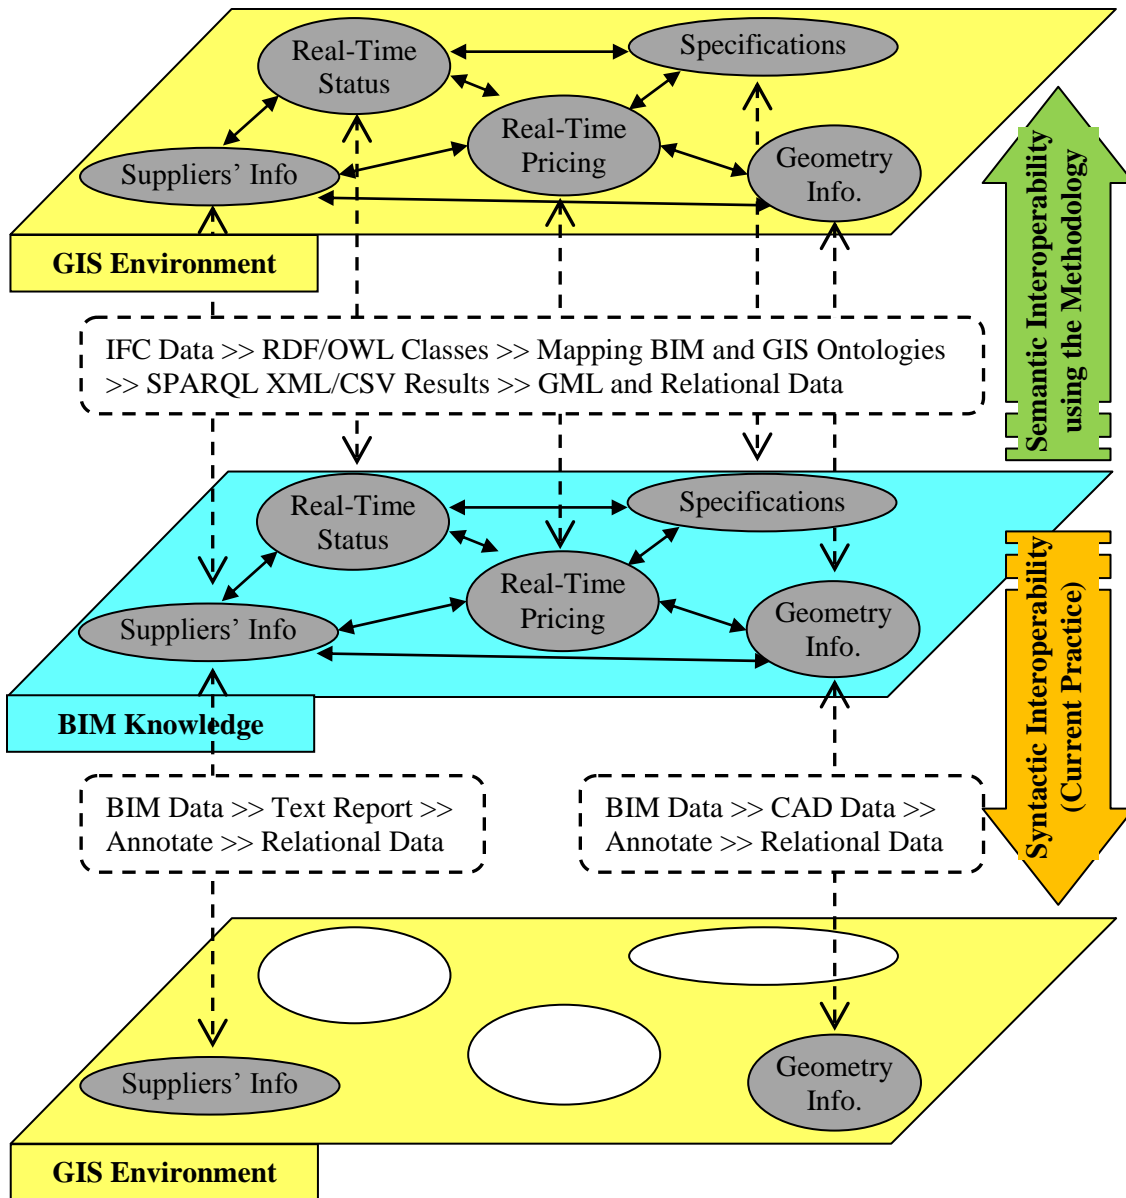 Real-Time
Status
Specifications
Real-Time
Pricing
Suppliers' Info
Geometry
Info.
GIS Environment
Semantic Interoperability
using the Methodology
IFC Data >> RDF/OWL Classes >> Mapping BIM and GIS Ontologies
>> SPARQL XML/CSV Results >> GML and Relational Data
Real-Time
Status
Specifications
Real-Time
Pricing
Suppliers' Info
Geometry
Info.
BIM Knowledge
Syntactic Interoperability
(Current Practice)
BIM Data >> Text Report >>
Annotate >> Relational Data
BIM Data >> CAD Data >>
Annotate >> Relational Data
Suppliers' Info
Geometry
Info.
GIS Environment